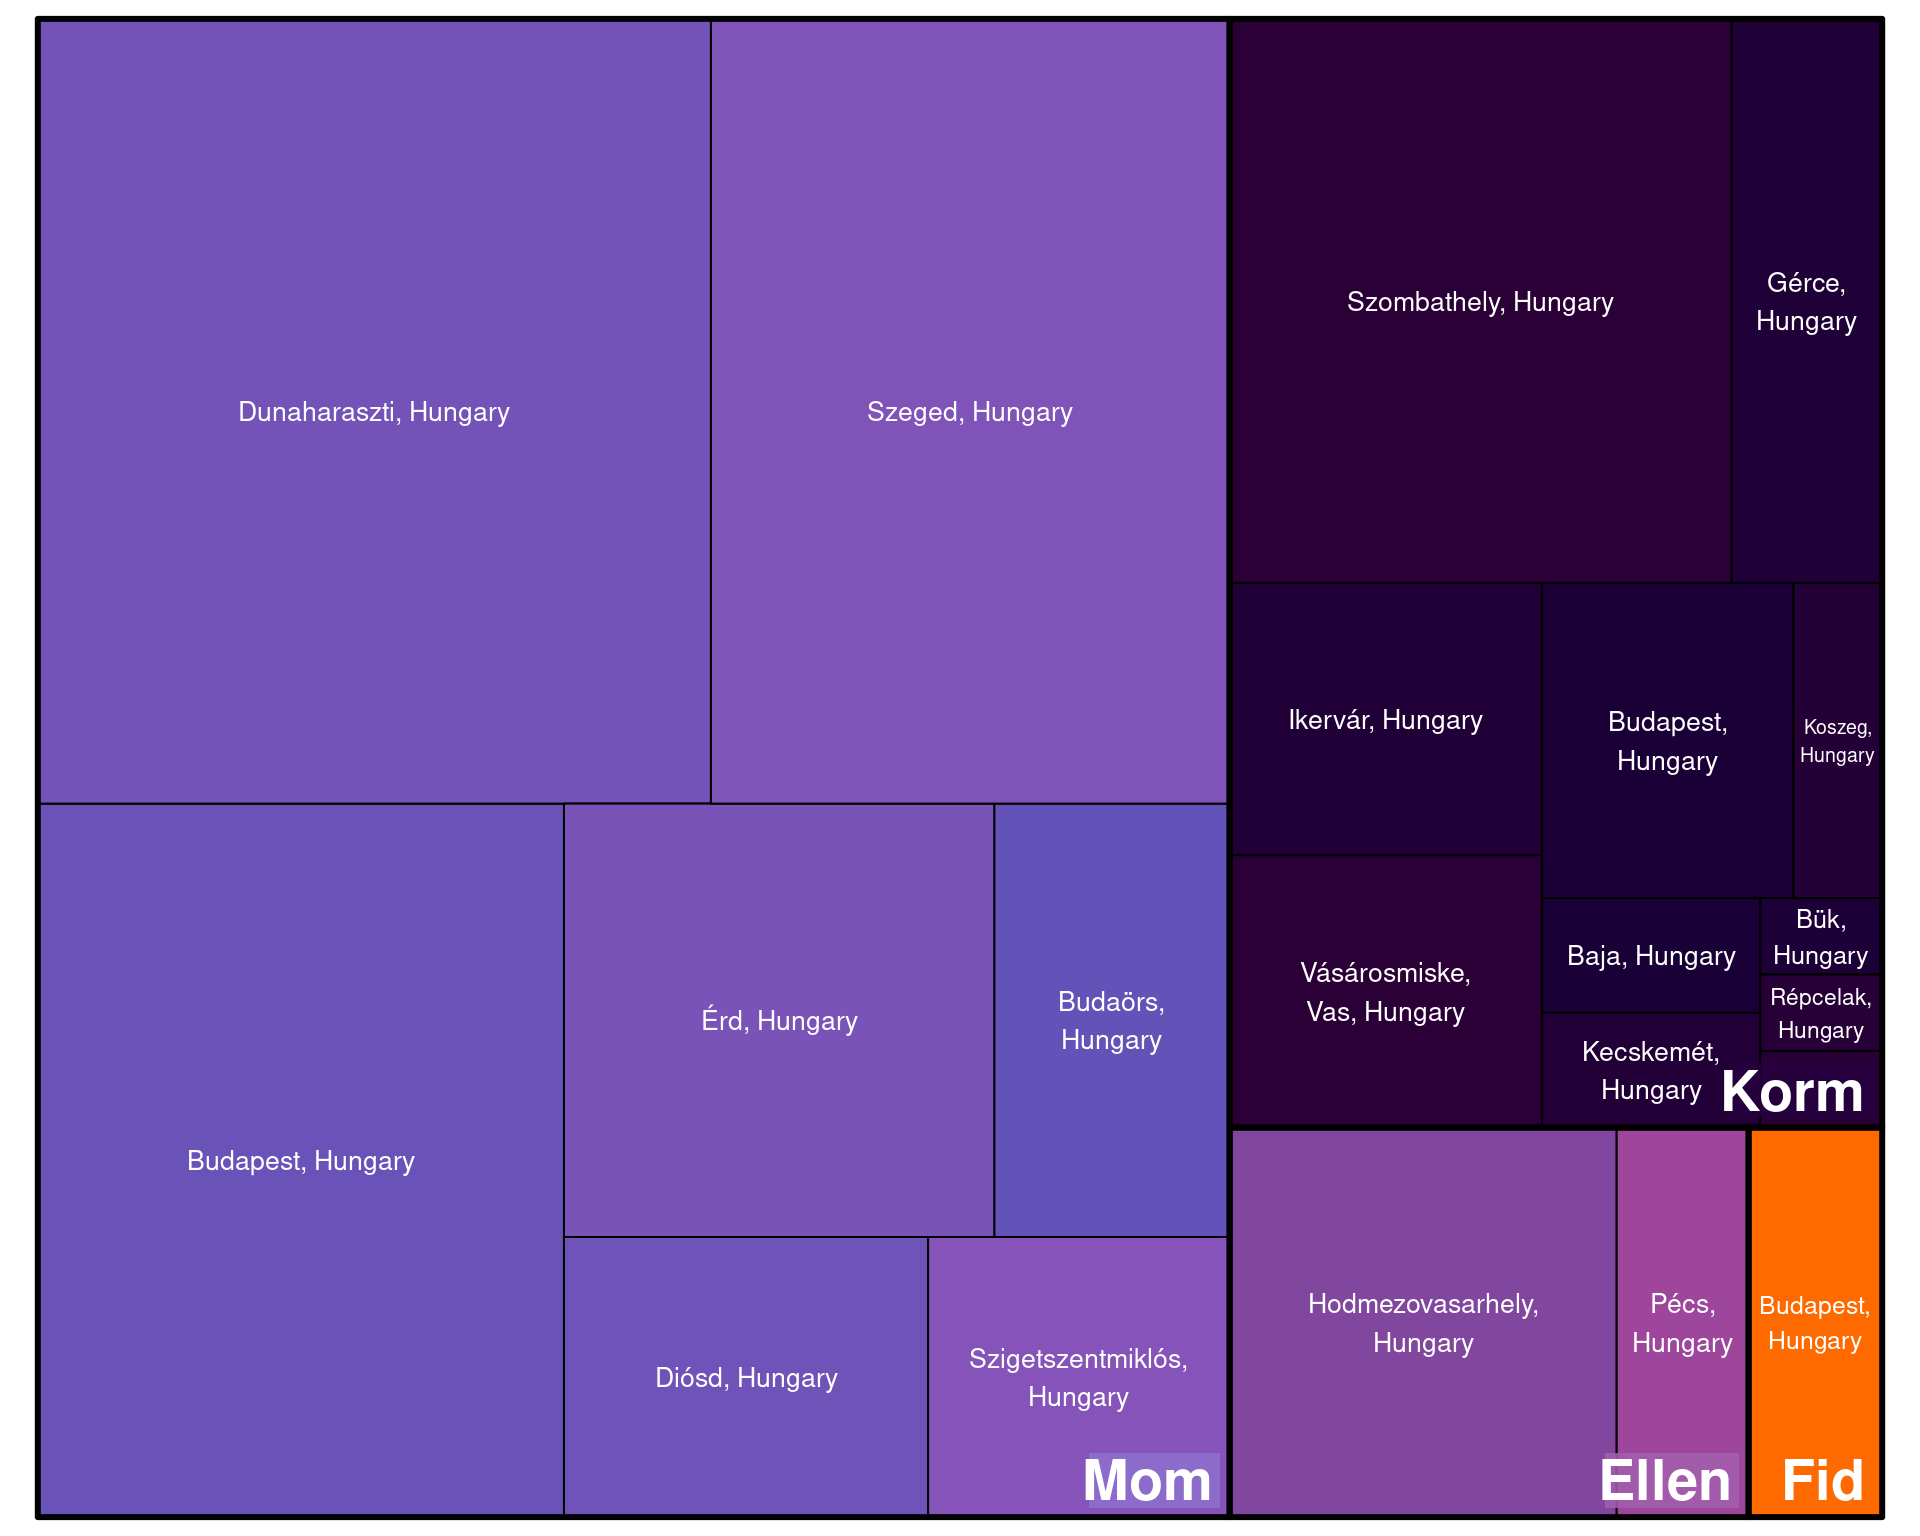 Dunaharaszti, Hungary
Szeged, Hungary
Budapest, Hungary
Érd, Hungary
Budaörs,
Hungary
Diósd, Hungary
Szigetszentmiklós,
Hungary
Mom
Szombathely, Hungary
Gérce,
Hungary
Ikervár, Hungary
Budapest,
Hungary
Koszeg,
Hungary
Vásárosmiske,
Vas, Hungary
Baja, Hungary
Bük,
Hungary
Répcelak,
Hungary
Kecskemét,
Hungary
Korm
Hodmezovasarhely,
Hungary
Pécs,
Hungary
Ellen
Budapest,
Hungary
Fid